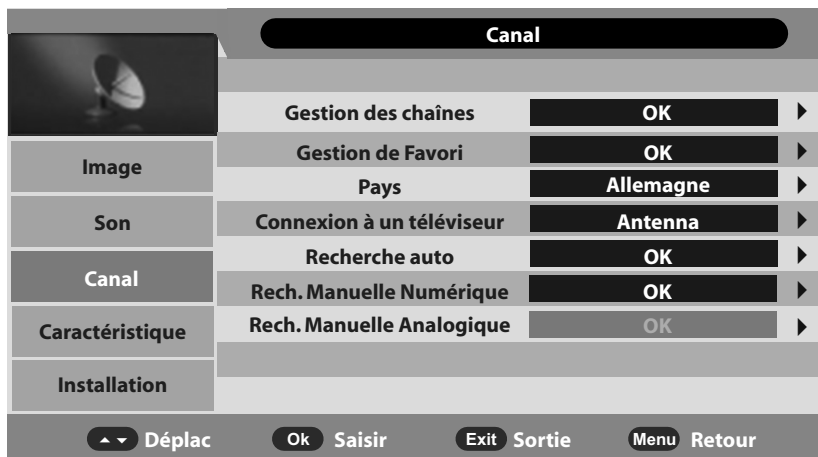 Canal
Gestion des chaînes OK
Gestion de Favori OK
Pays Allemagne
Connexion à un téléviseur Antenna
Recherche auto OK
Rech. Manuelle Numérique OK
Rech. Manuelle Analogique OK
Image
Son
Canal
Caractéristique
Installation
Déplac Ok Saisir Exit Sortie Menu Retour